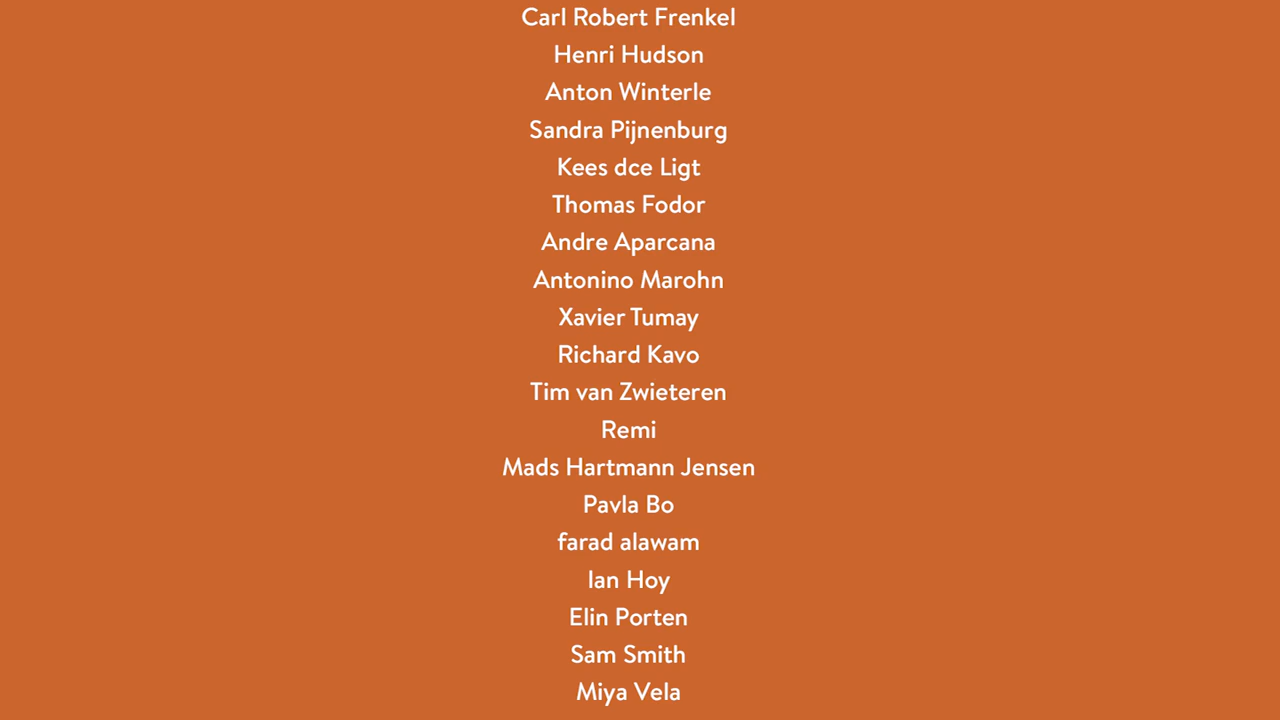 Carl Robert Frenkel
Henri Hudson
Anton Winterle
Sandra Pijnenburg
Kees dce Ligt
Thomas Fodor
Andre Aparcana
Antonino Marohn
Xavier Tumay
Richard Kavo
Tim van Zwieteren
Remi
Mads Hartmann Jensen
Pavla Bo
farad alawam
Ian Hoy
Elin Porten
Sam Smith
Miya Vela